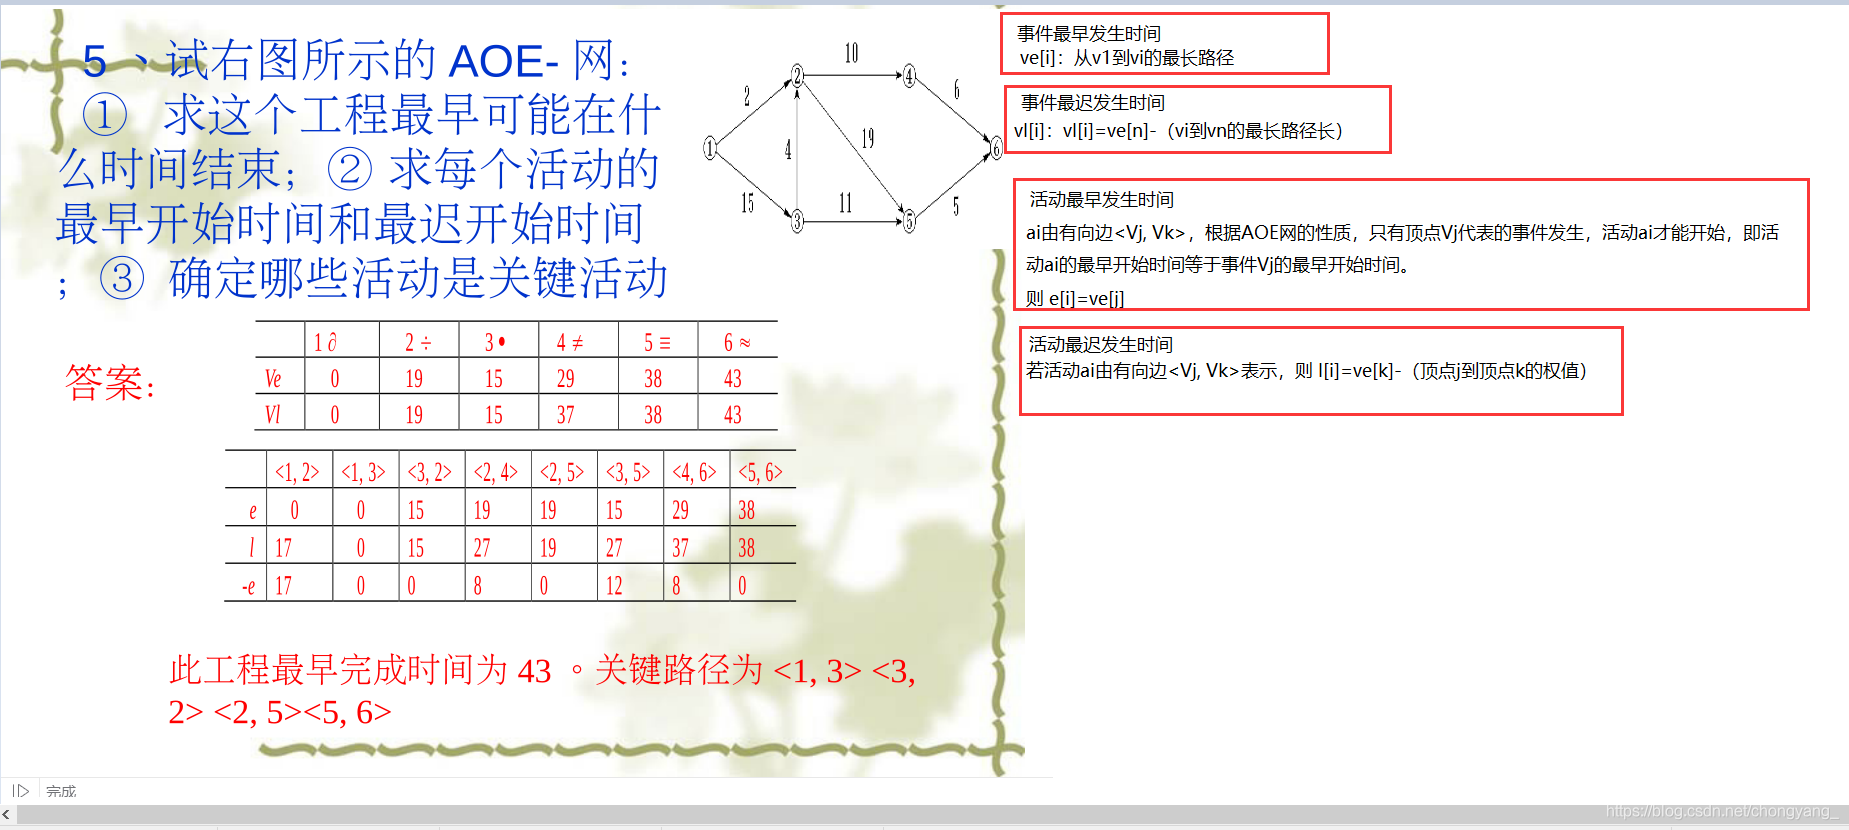 5、试右图所示的 AOE- 网：
① 求这个工程最早可能在什
么时间结束；② 求每个活动的
最早开始时间和最迟开始时间
；③ 确定哪些活动是关键活动
10
2
②
④
6
①
4
19
⑥
15
11
5
③
⑤
答案：
1 ∂ 2 ÷ 3 • 4 ≠ 5 ≡ 6 ≈
Ve 0 19 15 29 38 43
Vl 0 19 15 37 38 43
<1, 2> <1, 3> <3, 2> <2, 4> <2, 5> <3, 5> <4, 6> <5, 6>
e 0 0 15 19 19 15 29 38
l 17 0 15 27 19 27 37 38
-e 17 0 0 8 0 12 8 0
此工程最早完成时间为 43 。关键路径为 <1, 3> <3,
2> <2, 5><5, 6>
事件最早发生时间
ve[i]：从v1到vi的最长路径
事件最迟发生时间
vl[i]：vl[i]=ve[n]-（vi到vn的最长路径长）
活动最早发生时间
ai由有向边<Vj, Vk>，根据AOE网的性质，只有顶点Vj代表的事件发生，活动ai才能开始，即活
动ai的最早开始时间等于事件Vj的最早开始时间。
则 e[i]=ve[j]
活动最迟发生时间
若活动ai由有向边<Vj, Vk>表示，则 l[i]=ve[k]-（顶点j到顶点k的权值）
完成
https://blog.csdn.net/chongyang_